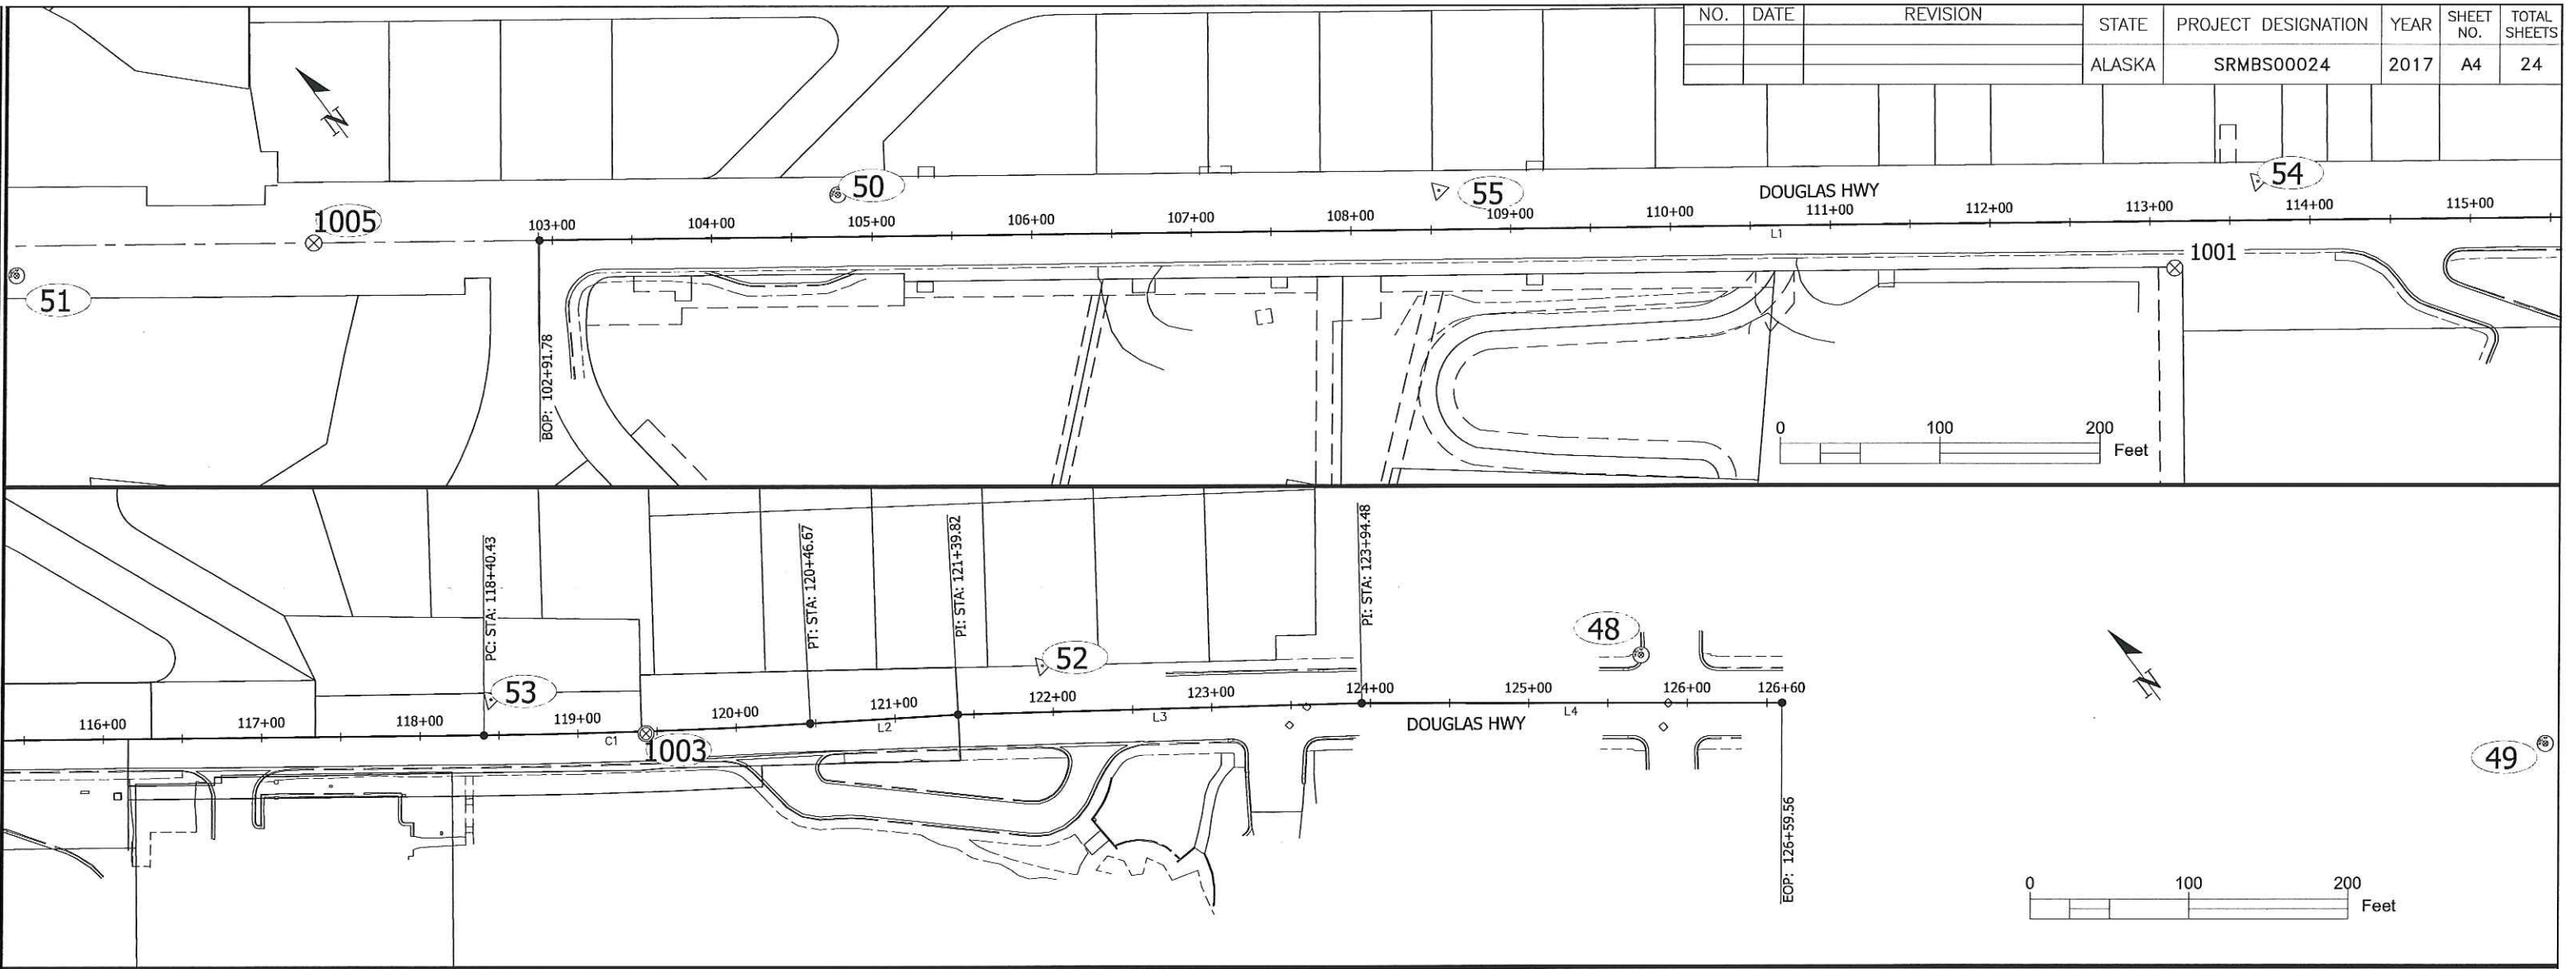 NO. DATE REVISION STATE PROJECT DESIGNATION YEAR SHEET NO. TOTAL SHEETS
ALASKA SRMBS00024 2017 A4 24
N
50
55
54
DOUGLAS HWY
1005
103+00 104+00 105+00 106+00 107+00 108+00 109+00 110+00 111+00 112+00 113+00 114+00 115+00
L1
1001
51
BOP: 102+91.78
0 100 200
Feet
PC: STA: 118+40.43
PT: STA: 120+46.67
PI: STA: 121+39.82
PI: STA: 123+94.48
48
52
53
N
116+00 117+00 118+00 119+00 120+00 121+00 122+00 123+00 124+00 125+00 126+00 126+60
C1 L2 L3 L4
DOUGLAS HWY
1003
49
EOP: 126+59.56
0 100 200
Feet